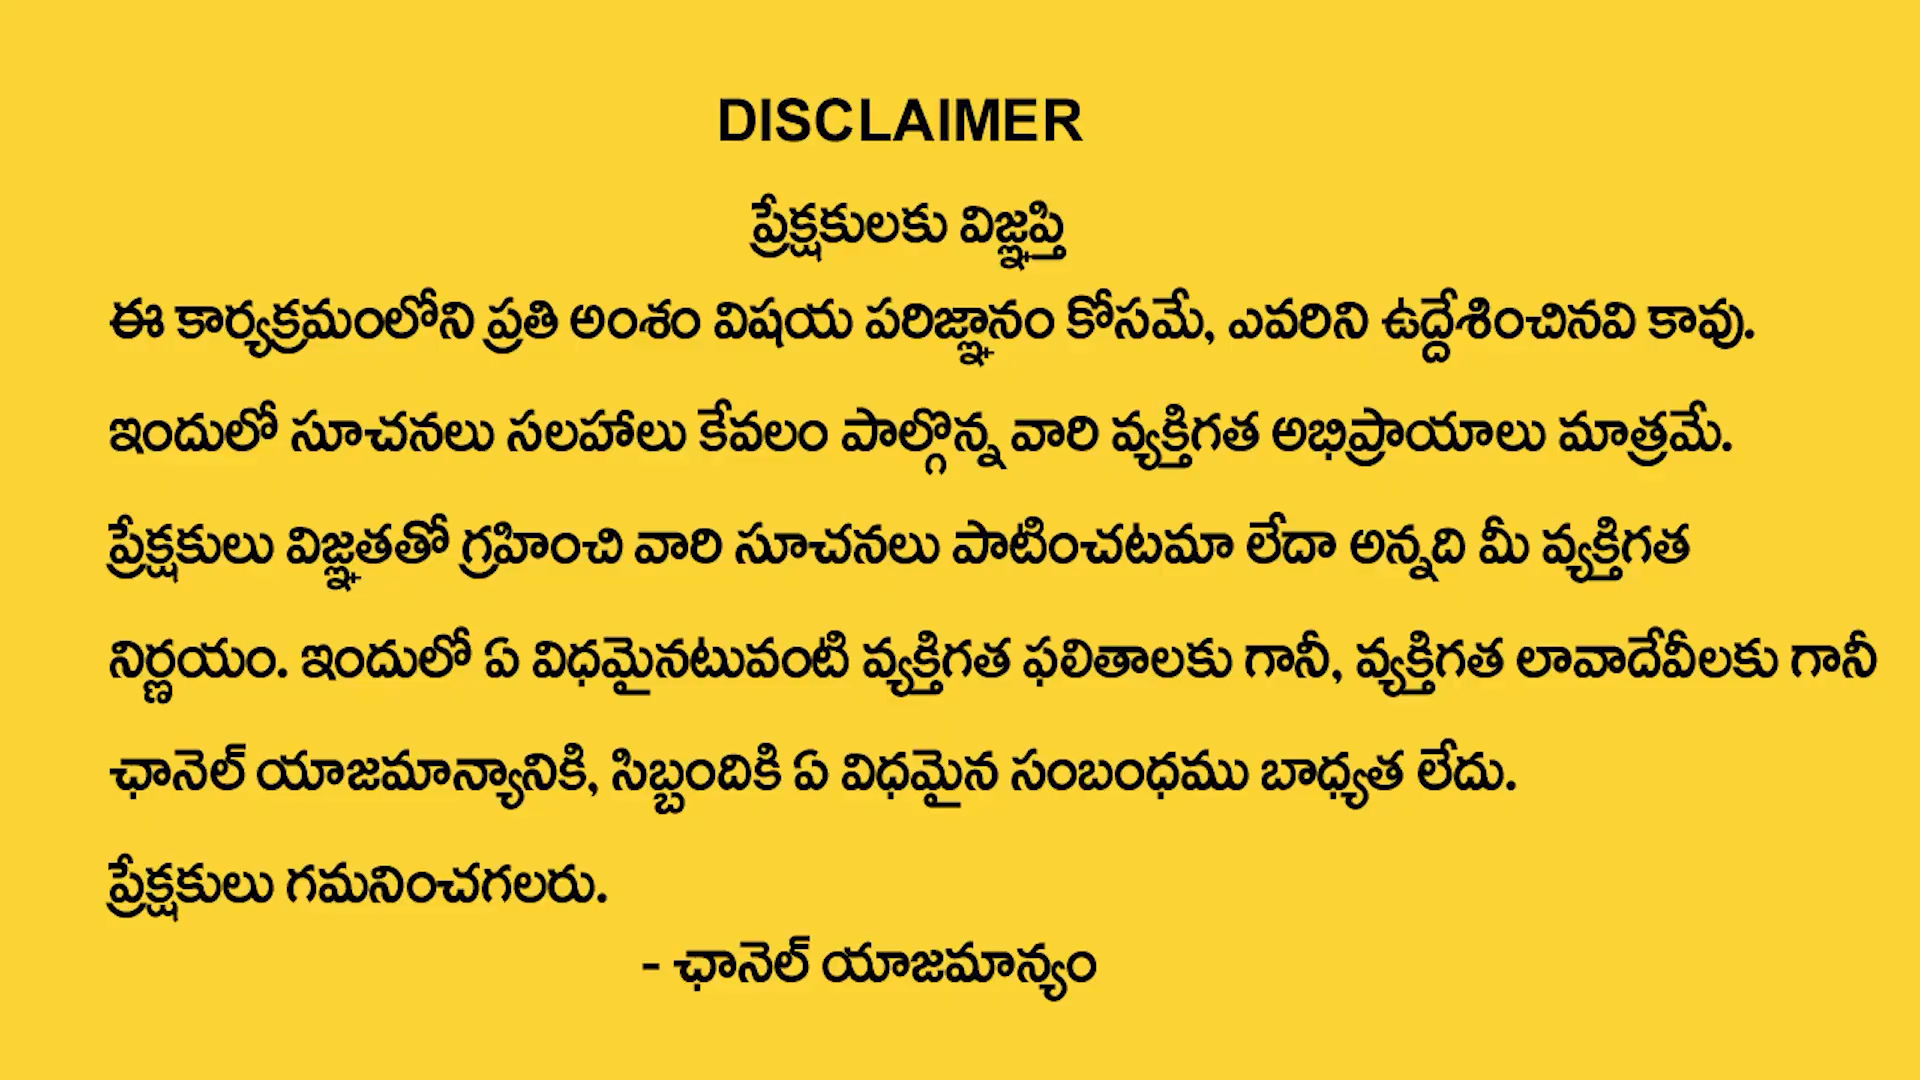 DISCLAIMER
ప్రేక్షకులకు విజ్ఞప్తి
ఈ కార్యక్రమంలోని ప్రతి అంశం విషయ పరిజ్ఞానం కోసమే, ఎవరిని ఉద్దేశించినవి కావు.
ఇందులో సూచనలు సలహాలు కేవలం పాల్గొన్న వారి వ్యక్తిగత అభిప్రాయాలు మాత్రమే.
ప్రేక్షకులు విజ్ఞతతో గ్రహించి వారి సూచనలు పాటించటమా లేదా అన్నది మీ వ్యక్తిగత
నిర్ణయం. ఇందులో ఏ విధమైనటువంటి వ్యక్తిగత ఫలితాలకు గానీ, వ్యక్తిగత లావాదేవీలకు గానీ
ఛానెల్ యాజమాన్యానికి, సిబ్బందికి ఏ విధమైన సంబంధము బాధ్యత లేదు.
ప్రేక్షకులు గమనించగలరు.
- ఛానెల్ యాజమాన్యం